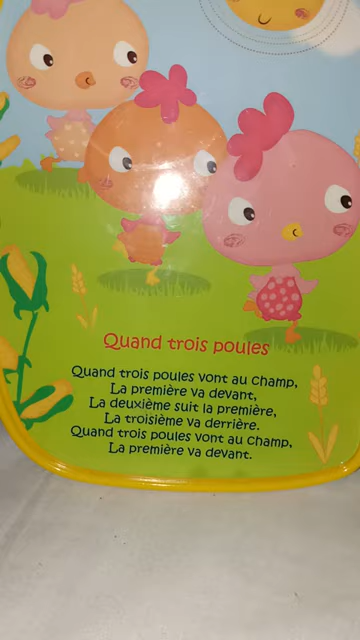 Quand trois poules
Quand trois poules vont au champ,
La première va devant,
La deuxième suit la première,
La troisième va derrière.
Quand trois poules vont au champ,
La première va devant.